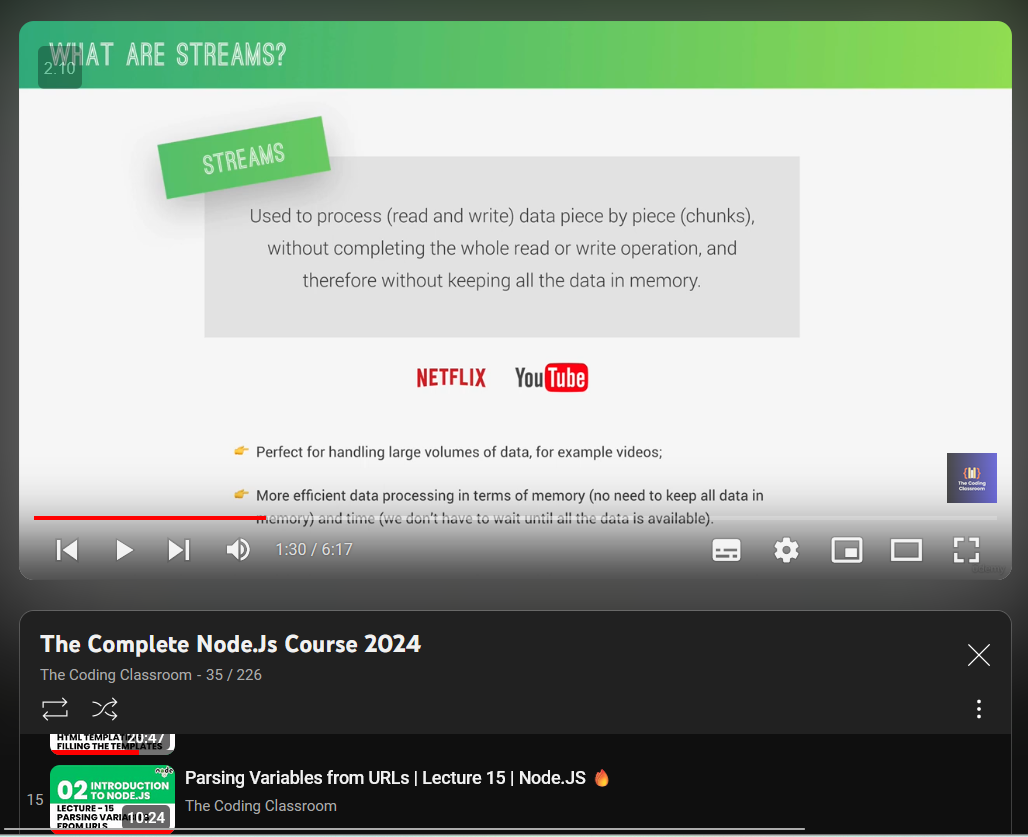 WHAT ARE STREAMS?
2.10
STREAMS
Used to process (read and write) data piece by piece (chunks),
without completing the whole read or write operation, and
therefore without keeping all the data in memory.
NETFLIX YouTube
👉 Perfect for handling large volumes of data, for example videos;
👉 More efficient data processing in terms of memory (no need to keep all data in
memory) and time (we don't have to wait until all the data is available).
{hi}
The Coding
Classroom
1:30 / 6:17
The Complete Node.Js Course 2024
The Coding Classroom - 35 / 226
HTML TEMPLAT
20:47
FILLING THE TEMPLATES
15
node
02 INTRODUCTION
TO NODE.JS
LECTURE - 15
PARSING VARIA
FROM URLS
10:24
Parsing Variables from URLs | Lecture 15 | Node.JS 🔥
The Coding Classroom